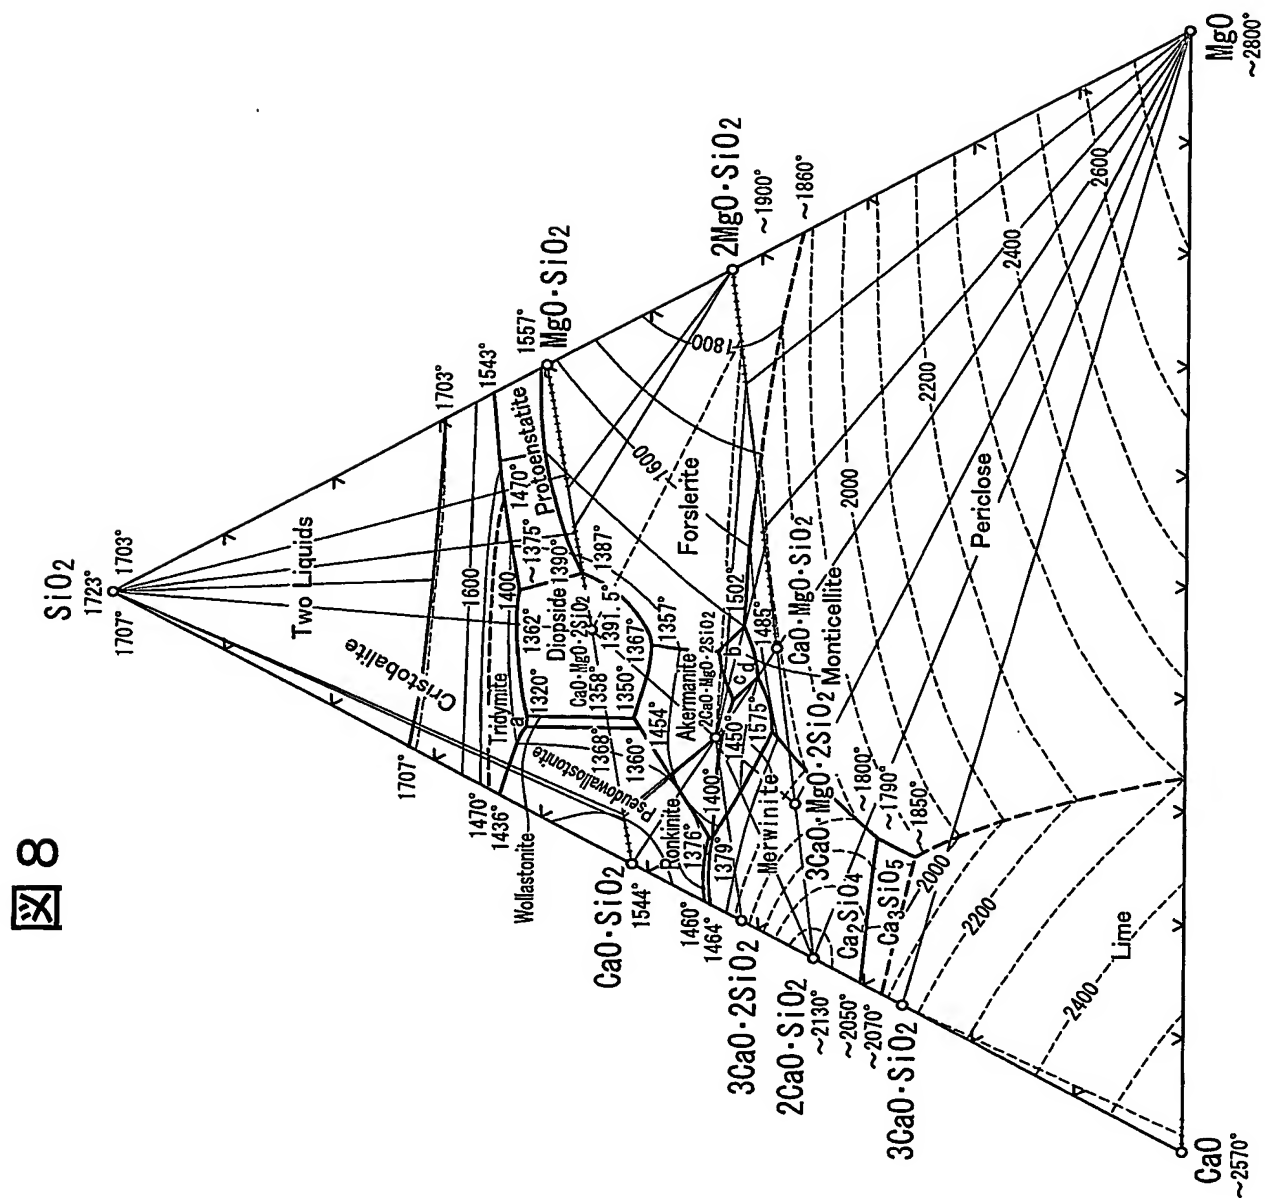 図 8
SiO2
1723°
1707°
1703°
Two Liquids
Cristobalite
1707°
1703°
1600
Tridymite
1470°
1436°
1543°
1557°
MgO·SiO2
1400
1470°
Protoenstatite
~1375°
1390°
1387°
1362°
Diopside
CaO·MgO·2SiO2
1391.5°
1358°
1320°
a
1367°
1357°
1350°
1368°
1360°
1454°
Wollastonite
Pseudowallostonite
CaO·SiO2
1544°
Ronkinite
1376°
1379°
1400°
1460°
1464°
3CaO·2SiO2
Akermanite
2CaO·MgO·2SiO2
1450°
1575°
b
c
d
1502°
1485°
Forslerite
1600
1800
2MgO·SiO2
~1900°
~1860°
CaO·MgO·SiO2
Monticellite
Merwinite
3CaO·MgO·2SiO2
2CaO·SiO2
~2130°
~2050°
~2070°
3CaO·SiO2
Ca2SiO4
Ca3SiO5
~1800°
~1790°
~1850°
2000
2200
2400
Lime
Periclose
2000
2200
2400
2600
CaO
~2570°
MgO
~2800°